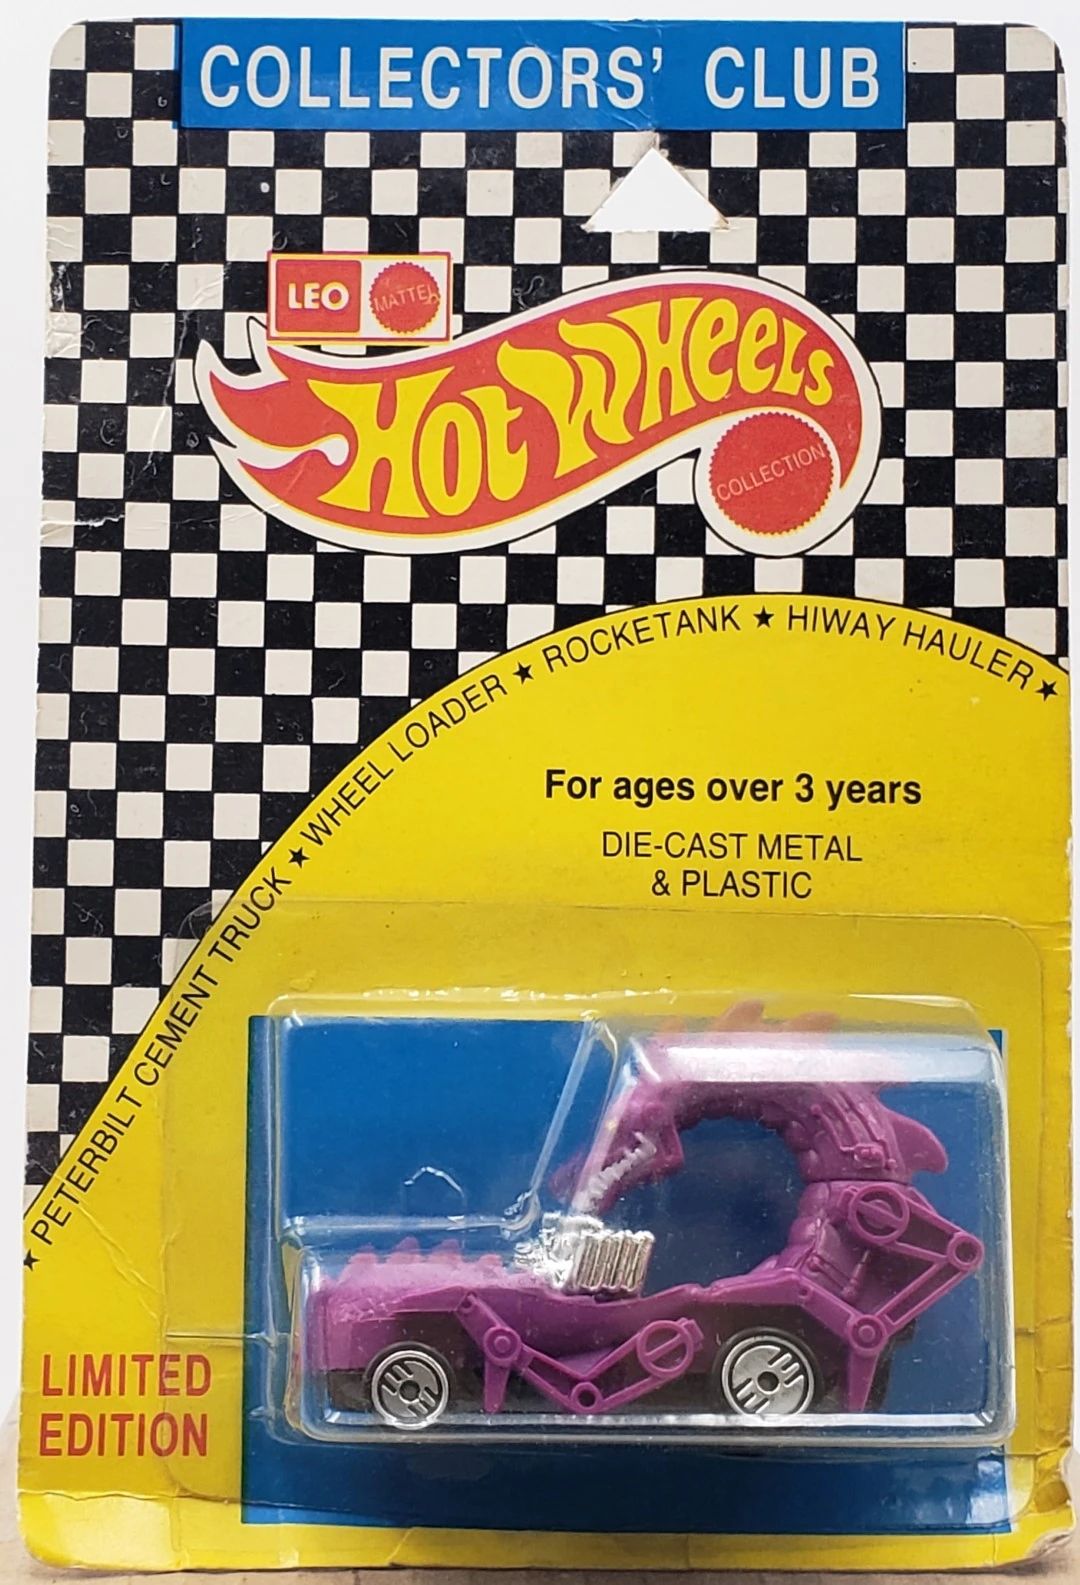 COLLECTORS' CLUB
LEO
MATTEL
HOT WHEELS
COLLECTION
★ PETERBILT CEMENT TRUCK ★ WHEEL LOADER ★ ROCKETANK ★ HIWAY HAULER ★
For ages over 3 years
DIE-CAST METAL
& PLASTIC
LIMITED
EDITION